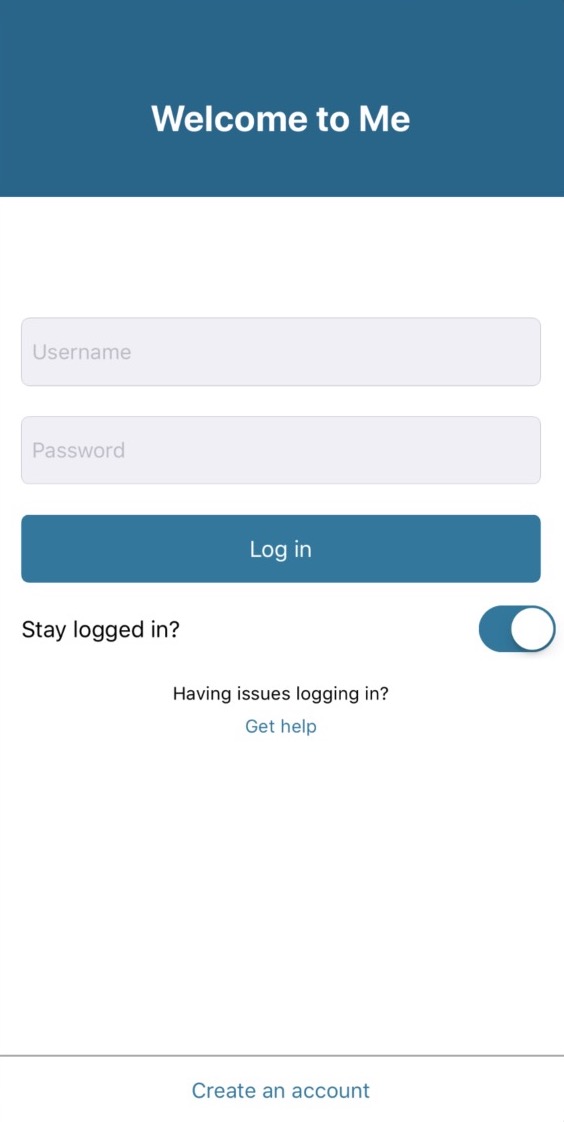 Welcome to Me
Username
Password
Log in
Stay logged in?
Having issues logging in?
Get help
Create an account